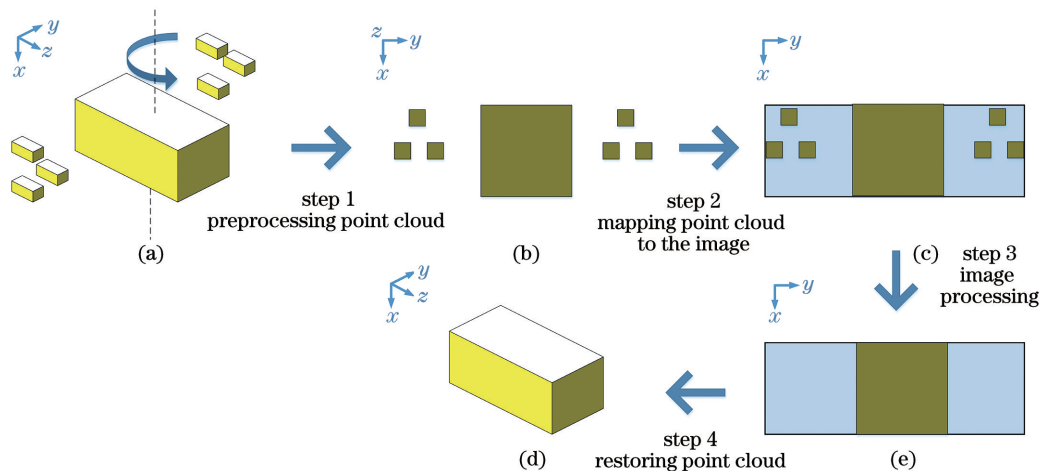 y
z
x
z
y
x
y
x
step 1
preprocessing point cloud
step 2
mapping point cloud
to the image
(a)
(b)
(c)
step 3
image
processing
y
z
x
y
x
step 4
restoring point cloud
(d)
(e)